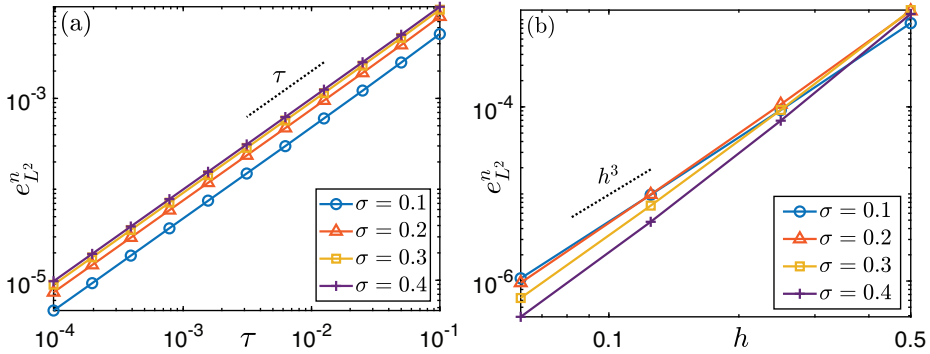 (a)
e^n_{L^2}
10^{-3}
10^{-5}
τ
σ = 0.1
σ = 0.2
σ = 0.3
σ = 0.4
10^{-4}
10^{-3}
τ
10^{-2}
10^{-1}
(b)
e^n_{L^2}
10^{-4}
10^{-6}
h^3
σ = 0.1
σ = 0.2
σ = 0.3
σ = 0.4
0.1
h
0.5